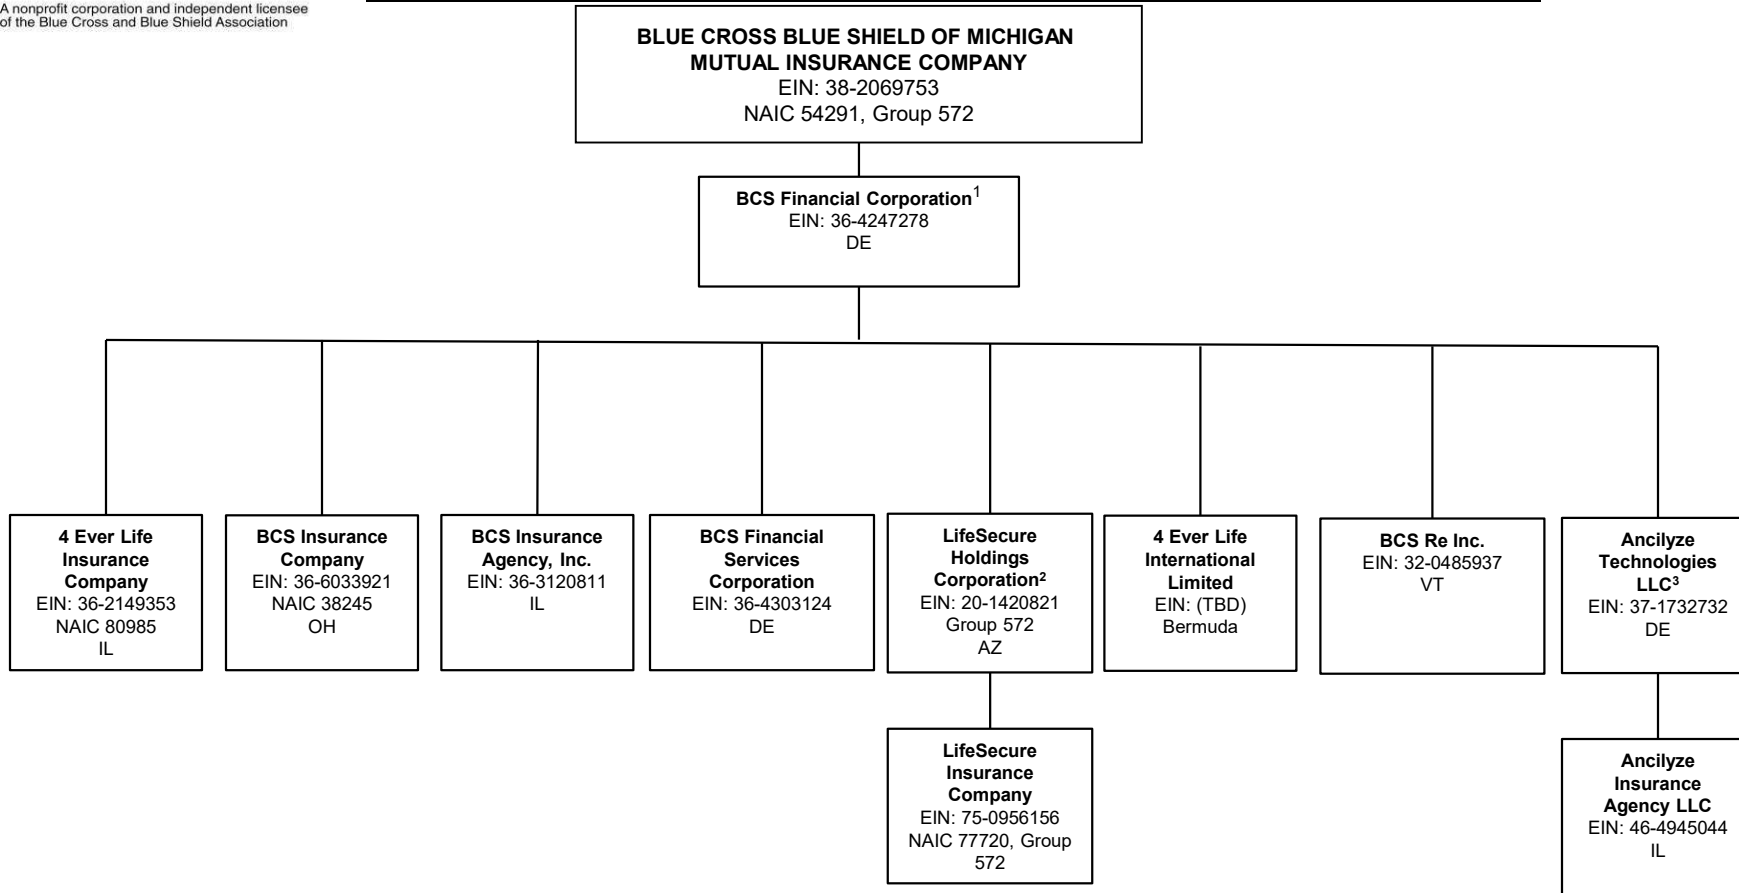 A nonprofit corporation and independent licensee
of the Blue Cross and Blue Shield Association
BLUE CROSS BLUE SHIELD OF MICHIGAN
MUTUAL INSURANCE COMPANY
EIN: 38-2069753
NAIC 54291, Group 572
BCS Financial Corporation¹
EIN: 36-4247278
DE
4 Ever Life
Insurance
Company
EIN: 36-2149353
NAIC 80985
IL
BCS Insurance
Company
EIN: 36-6033921
NAIC 38245
OH
BCS Insurance
Agency, Inc.
EIN: 36-3120811
IL
BCS Financial
Services
Corporation
EIN: 36-4303124
DE
LifeSecure
Holdings
Corporation²
EIN: 20-1420821
Group 572
AZ
4 Ever Life
International
Limited
EIN: (TBD)
Bermuda
BCS Re Inc.
EIN: 32-0485937
VT
Ancilyze
Technologies
LLC³
EIN: 37-1732732
DE
LifeSecure
Insurance
Company
EIN: 75-0956156
NAIC 77720, Group
572
Ancilyze
Insurance
Agency LLC
EIN: 46-4945044
IL